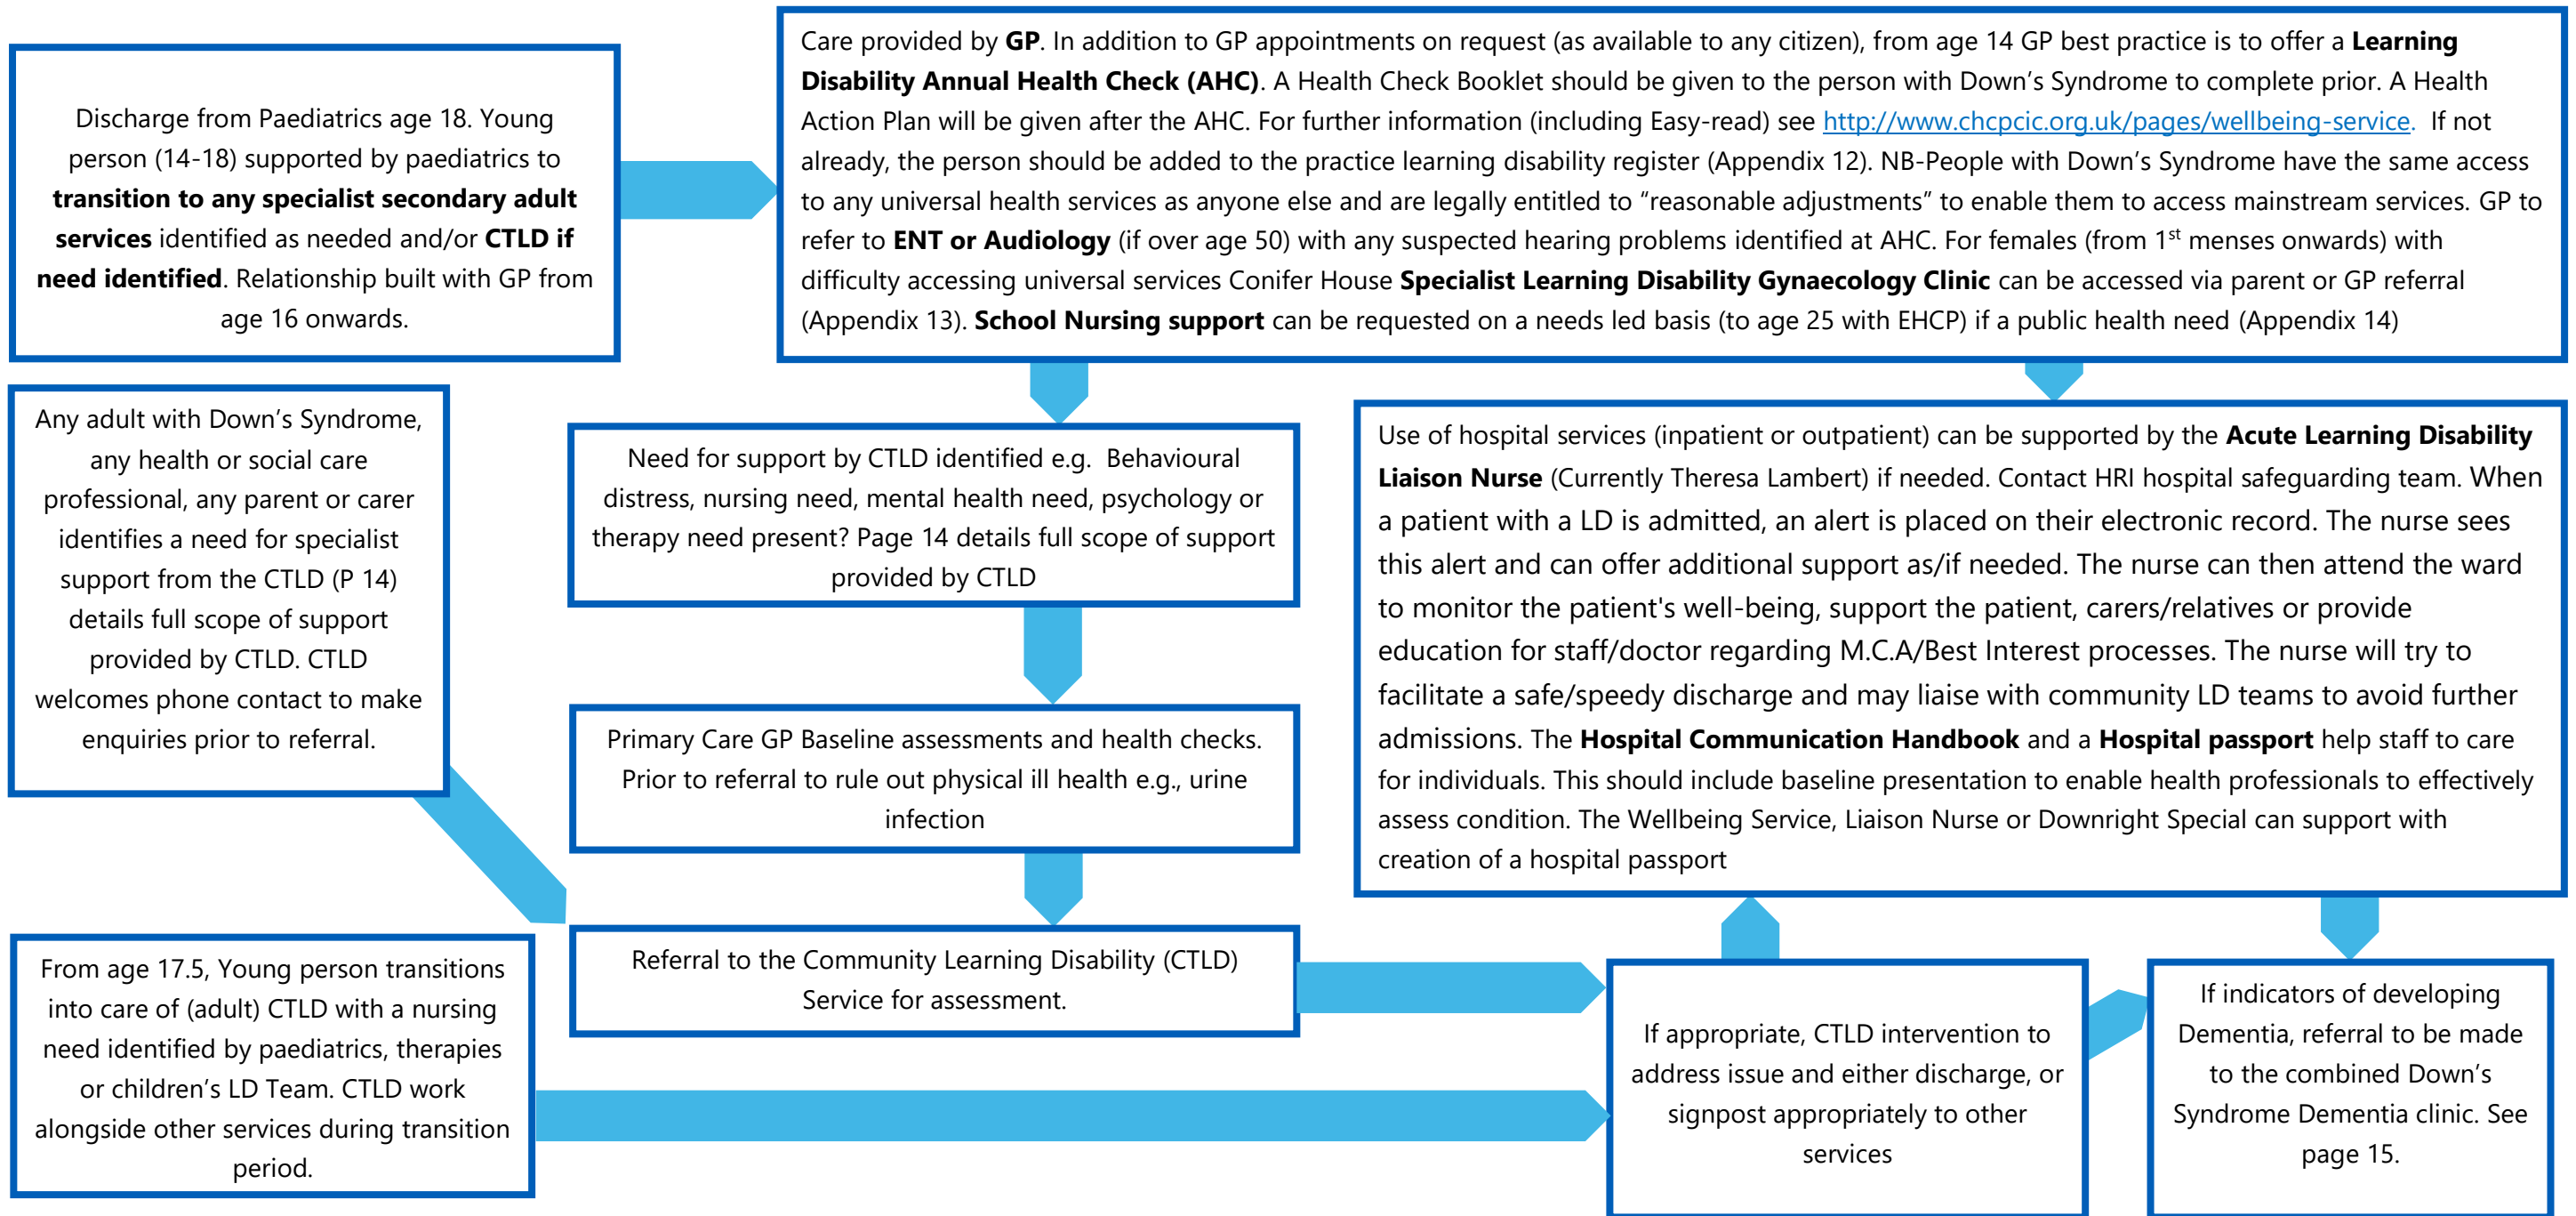 Discharge from Paediatrics age 18. Young
person (14-18) supported by paediatrics to
transition to any specialist secondary adult
services identified as needed and/or CTLD if
need identified. Relationship built with GP from
age 16 onwards.
Care provided by GP. In addition to GP appointments on request (as available to any citizen), from age 14 GP best practice is to offer a Learning
Disability Annual Health Check (AHC). A Health Check Booklet should be given to the person with Down’s Syndrome to complete prior. A Health
Action Plan will be given after the AHC. For further information (including Easy-read) see http://www.chcpcic.org.uk/pages/wellbeing-service. If not
already, the person should be added to the practice learning disability register (Appendix 12). NB-People with Down’s Syndrome have the same access
to any universal health services as anyone else and are legally entitled to “reasonable adjustments” to enable them to access mainstream services. GP to
refer to ENT or Audiology (if over age 50) with any suspected hearing problems identified at AHC. For females (from 1st menses onwards) with
difficulty accessing universal services Conifer House Specialist Learning Disability Gynaecology Clinic can be accessed via parent or GP referral
(Appendix 13). School Nursing support can be requested on a needs led basis (to age 25 with EHCP) if a public health need (Appendix 14)
Any adult with Down’s Syndrome,
any health or social care
professional, any parent or carer
identifies a need for specialist
support from the CTLD (P 14)
details full scope of support
provided by CTLD. CTLD
welcomes phone contact to make
enquiries prior to referral.
Need for support by CTLD identified e.g. Behavioural
distress, nursing need, mental health need, psychology or
therapy need present? Page 14 details full scope of support
provided by CTLD
Use of hospital services (inpatient or outpatient) can be supported by the Acute Learning Disability
Liaison Nurse (Currently Theresa Lambert) if needed. Contact HRI hospital safeguarding team. When
a patient with a LD is admitted, an alert is placed on their electronic record. The nurse sees
this alert and can offer additional support as/if needed. The nurse can then attend the ward
to monitor the patient's well-being, support the patient, carers/relatives or provide
education for staff/doctor regarding M.C.A/Best Interest processes. The nurse will try to
facilitate a safe/speedy discharge and may liaise with community LD teams to avoid further
admissions. The Hospital Communication Handbook and a Hospital passport help staff to care
for individuals. This should include baseline presentation to enable health professionals to effectively
assess condition. The Wellbeing Service, Liaison Nurse or Downright Special can support with
creation of a hospital passport
Primary Care GP Baseline assessments and health checks.
Prior to referral to rule out physical ill health e.g., urine
infection
Referral to the Community Learning Disability (CTLD)
Service for assessment.
From age 17.5, Young person transitions
into care of (adult) CTLD with a nursing
need identified by paediatrics, therapies
or children’s LD Team. CTLD work
alongside other services during transition
period.
If appropriate, CTLD intervention to
address issue and either discharge, or
signpost appropriately to other
services
If indicators of developing
Dementia, referral to be made
to the combined Down’s
Syndrome Dementia clinic. See
page 15.